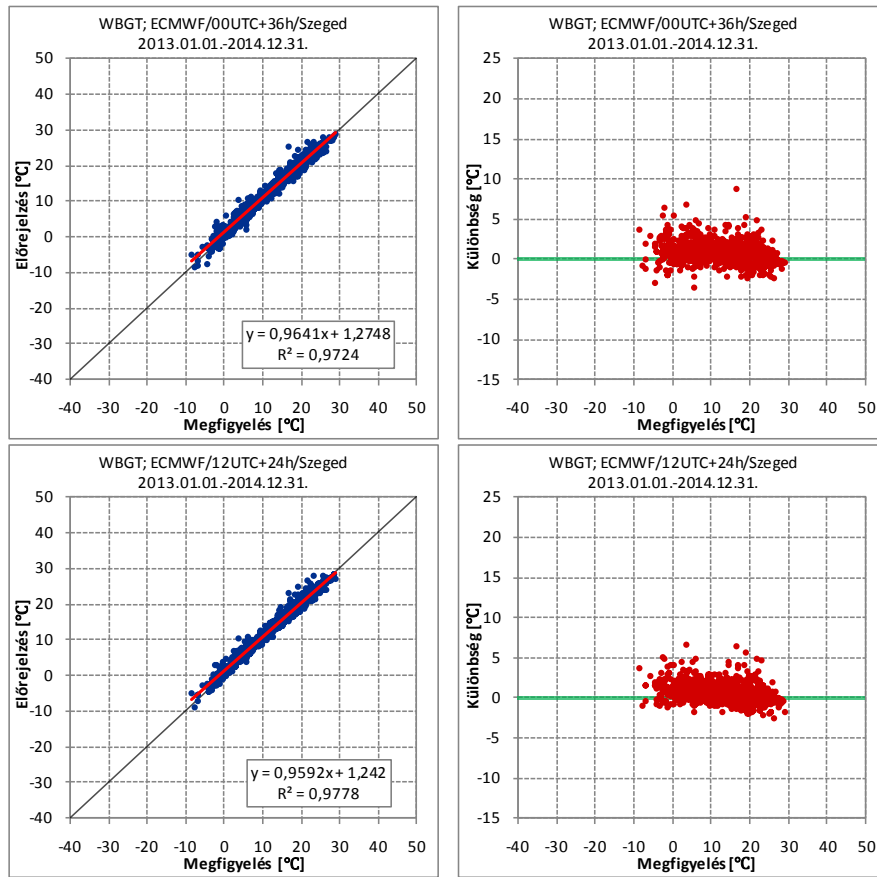 WBGT; ECMWF/00UTC+36h/Szeged
2013.01.01.-2014.12.31.
Előrejelzés [°C]
50
40
30
20
10
0
-10
-20
-30
-40
y = 0,9641x + 1,2748
R² = 0,9724
-40 -30 -20 -10 0 10 20 30 40 50
Megfigyelés [°C]
WBGT; ECMWF/00UTC+36h/Szeged
2013.01.01.-2014.12.31.
Különbség [°C]
25
20
15
10
5
0
-5
-10
-15
-40 -30 -20 -10 0 10 20 30 40 50
Megfigyelés [°C]
WBGT; ECMWF/12UTC+24h/Szeged
2013.01.01.-2014.12.31.
Előrejelzés [°C]
50
40
30
20
10
0
-10
-20
-30
-40
y = 0,9592x + 1,242
R² = 0,9778
-40 -30 -20 -10 0 10 20 30 40 50
Megfigyelés [°C]
WBGT; ECMWF/12UTC+24h/Szeged
2013.01.01.-2014.12.31.
Különbség [°C]
25
20
15
10
5
0
-5
-10
-15
-40 -30 -20 -10 0 10 20 30 40 50
Megfigyelés [°C]